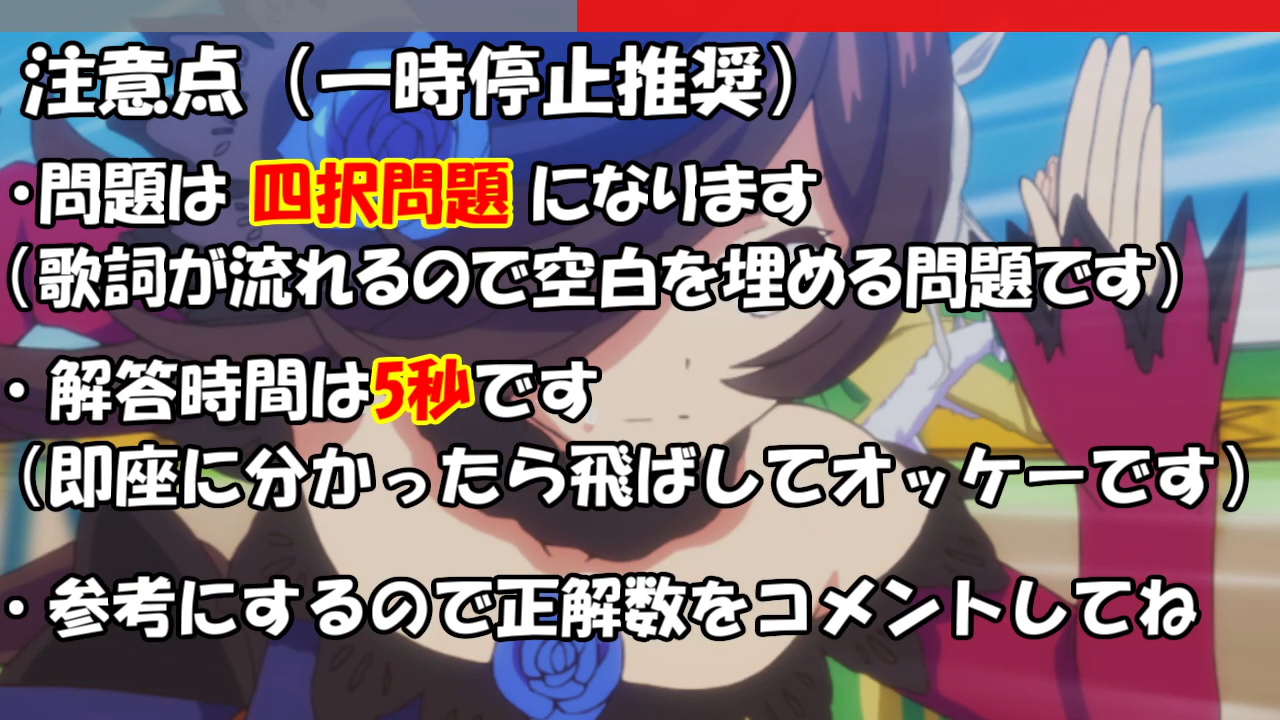 注意点（一時停止推奨）
・問題は 四択問題 になります
（歌詞が流れるので空白を埋める問題です）
・解答時間は5秒です
（即座に分かったら飛ばしてオッケーです）
・参考にするので正解数をコメントしてね